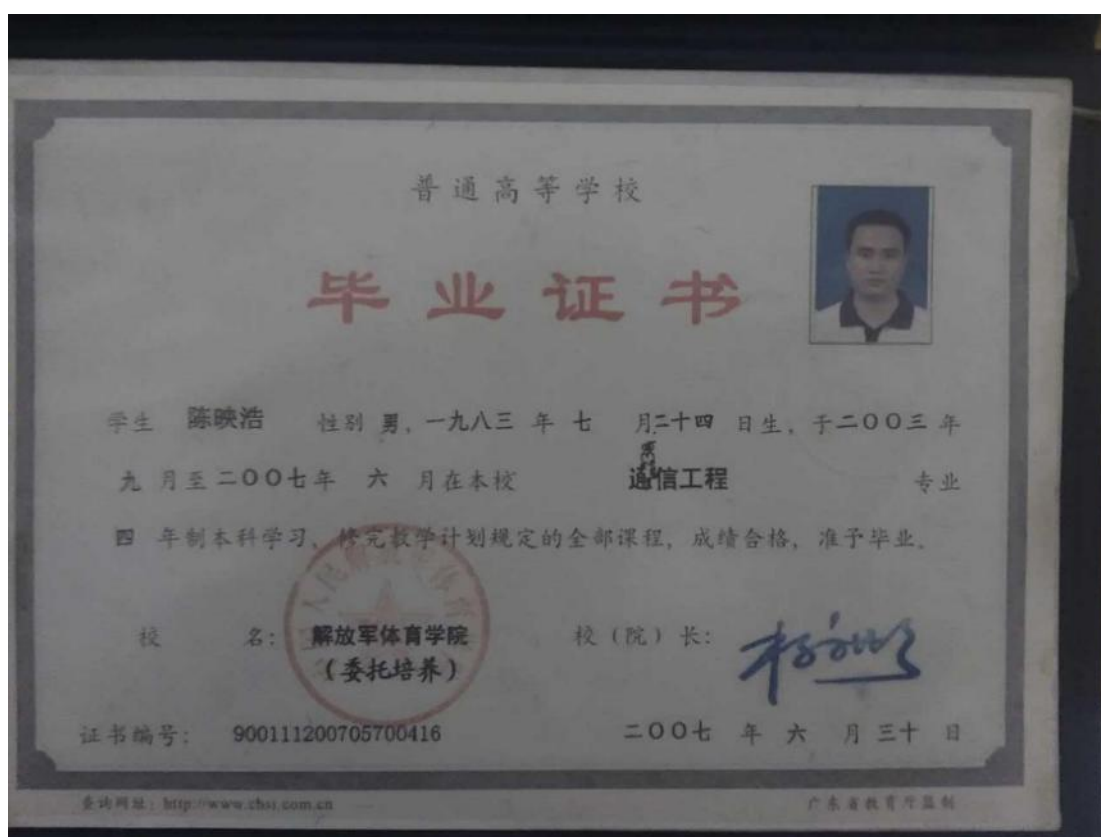 普通高等学校
毕业证书
学生 陈映浩 性别 男，一九八三 年 七 月二十四 日生，于二00三 年
九 月至二00七年 六 月在本校 通信工程 专业
四 年制本科学习，修完教学计划规定的全部课程，成绩合格，准予毕业。
校 名： 解放军体育学院 校（院）长：
（委托培养）
证书编号： 900111200705700416 二00七 年 六 月 三十 日
查询网址：http://www.chsi.com.cn 广东省教育厅监制